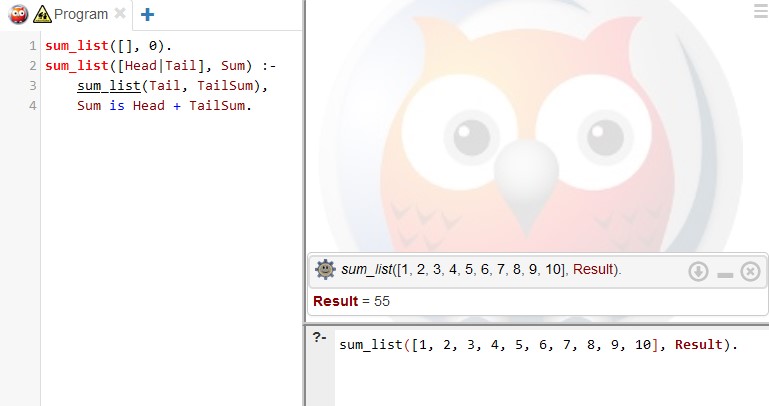 Program
1 sum_list([], 0).
2 sum_list([Head|Tail], Sum) :-
3 sum_list(Tail, TailSum),
4 Sum is Head + TailSum.
sum_list([1, 2, 3, 4, 5, 6, 7, 8, 9, 10], Result).
Result = 55
?- sum_list([1, 2, 3, 4, 5, 6, 7, 8, 9, 10], Result).